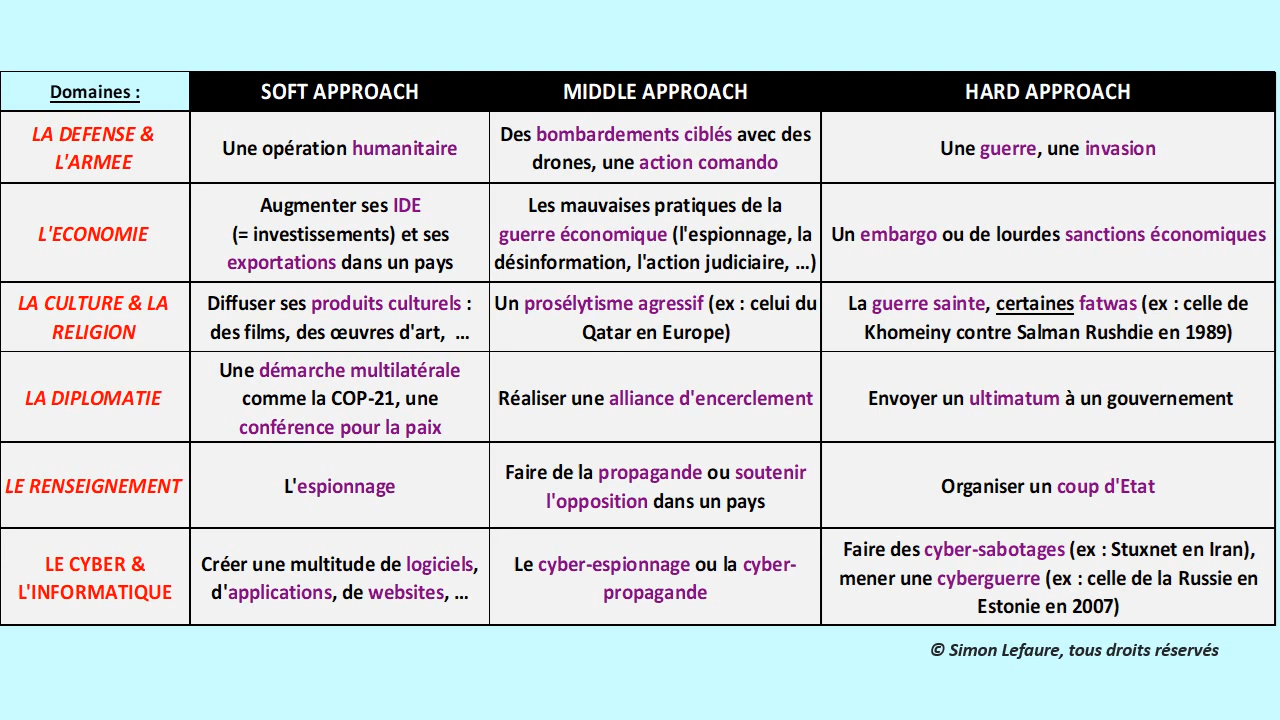 Domaines :
SOFT APPROACH
MIDDLE APPROACH
HARD APPROACH
LA DEFENSE &
L'ARMEE
Une opération humanitaire
Des bombardements ciblés avec des
drones, une action comando
Une guerre, une invasion
L'ECONOMIE
Augmenter ses IDE
(= investissements) et ses
exportations dans un pays
Les mauvaises pratiques de la
guerre économique (l'espionnage, la
désinformation, l'action judiciaire, ...)
Un embargo ou de lourdes sanctions économiques
LA CULTURE & LA
RELIGION
Diffuser ses produits culturels :
des films, des œuvres d'art, ...
Un prosélytisme agressif (ex : celui du
Qatar en Europe)
La guerre sainte, certaines fatwas (ex : celle de
Khomeiny contre Salman Rushdie en 1989)
LA DIPLOMATIE
Une démarche multilatérale
comme la COP-21, une
conférence pour la paix
Réaliser une alliance d'encerclement
Envoyer un ultimatum à un gouvernement
LE RENSEIGNEMENT
L'espionnage
Faire de la propagande ou soutenir
l'opposition dans un pays
Organiser un coup d'Etat
LE CYBER &
L'INFORMATIQUE
Créer une multitude de logiciels,
d'applications, de websites, ...
Le cyber-espionnage ou la cyber-
propagande
Faire des cyber-sabotages (ex : Stuxnet en Iran),
mener une cyberguerre (ex : celle de la Russie en
Estonie en 2007)
© Simon Lefaure, tous droits réservés